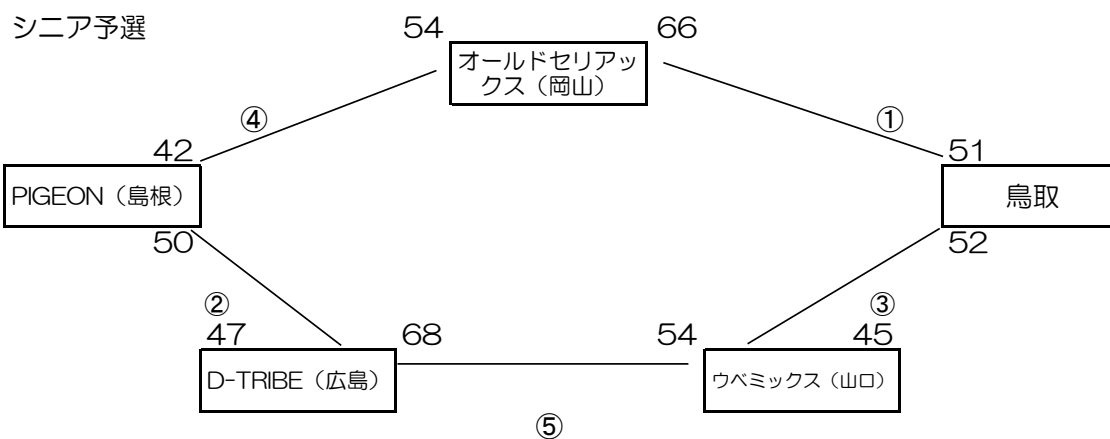 シニア予選
54
66
オールドセリアッ
クス（岡山）
④
①
42
51
PIGEON（島根）
鳥取
50
52
②
③
47
68
54
45
D-TRIBE（広島）
ウベミックス（山口）
⑤